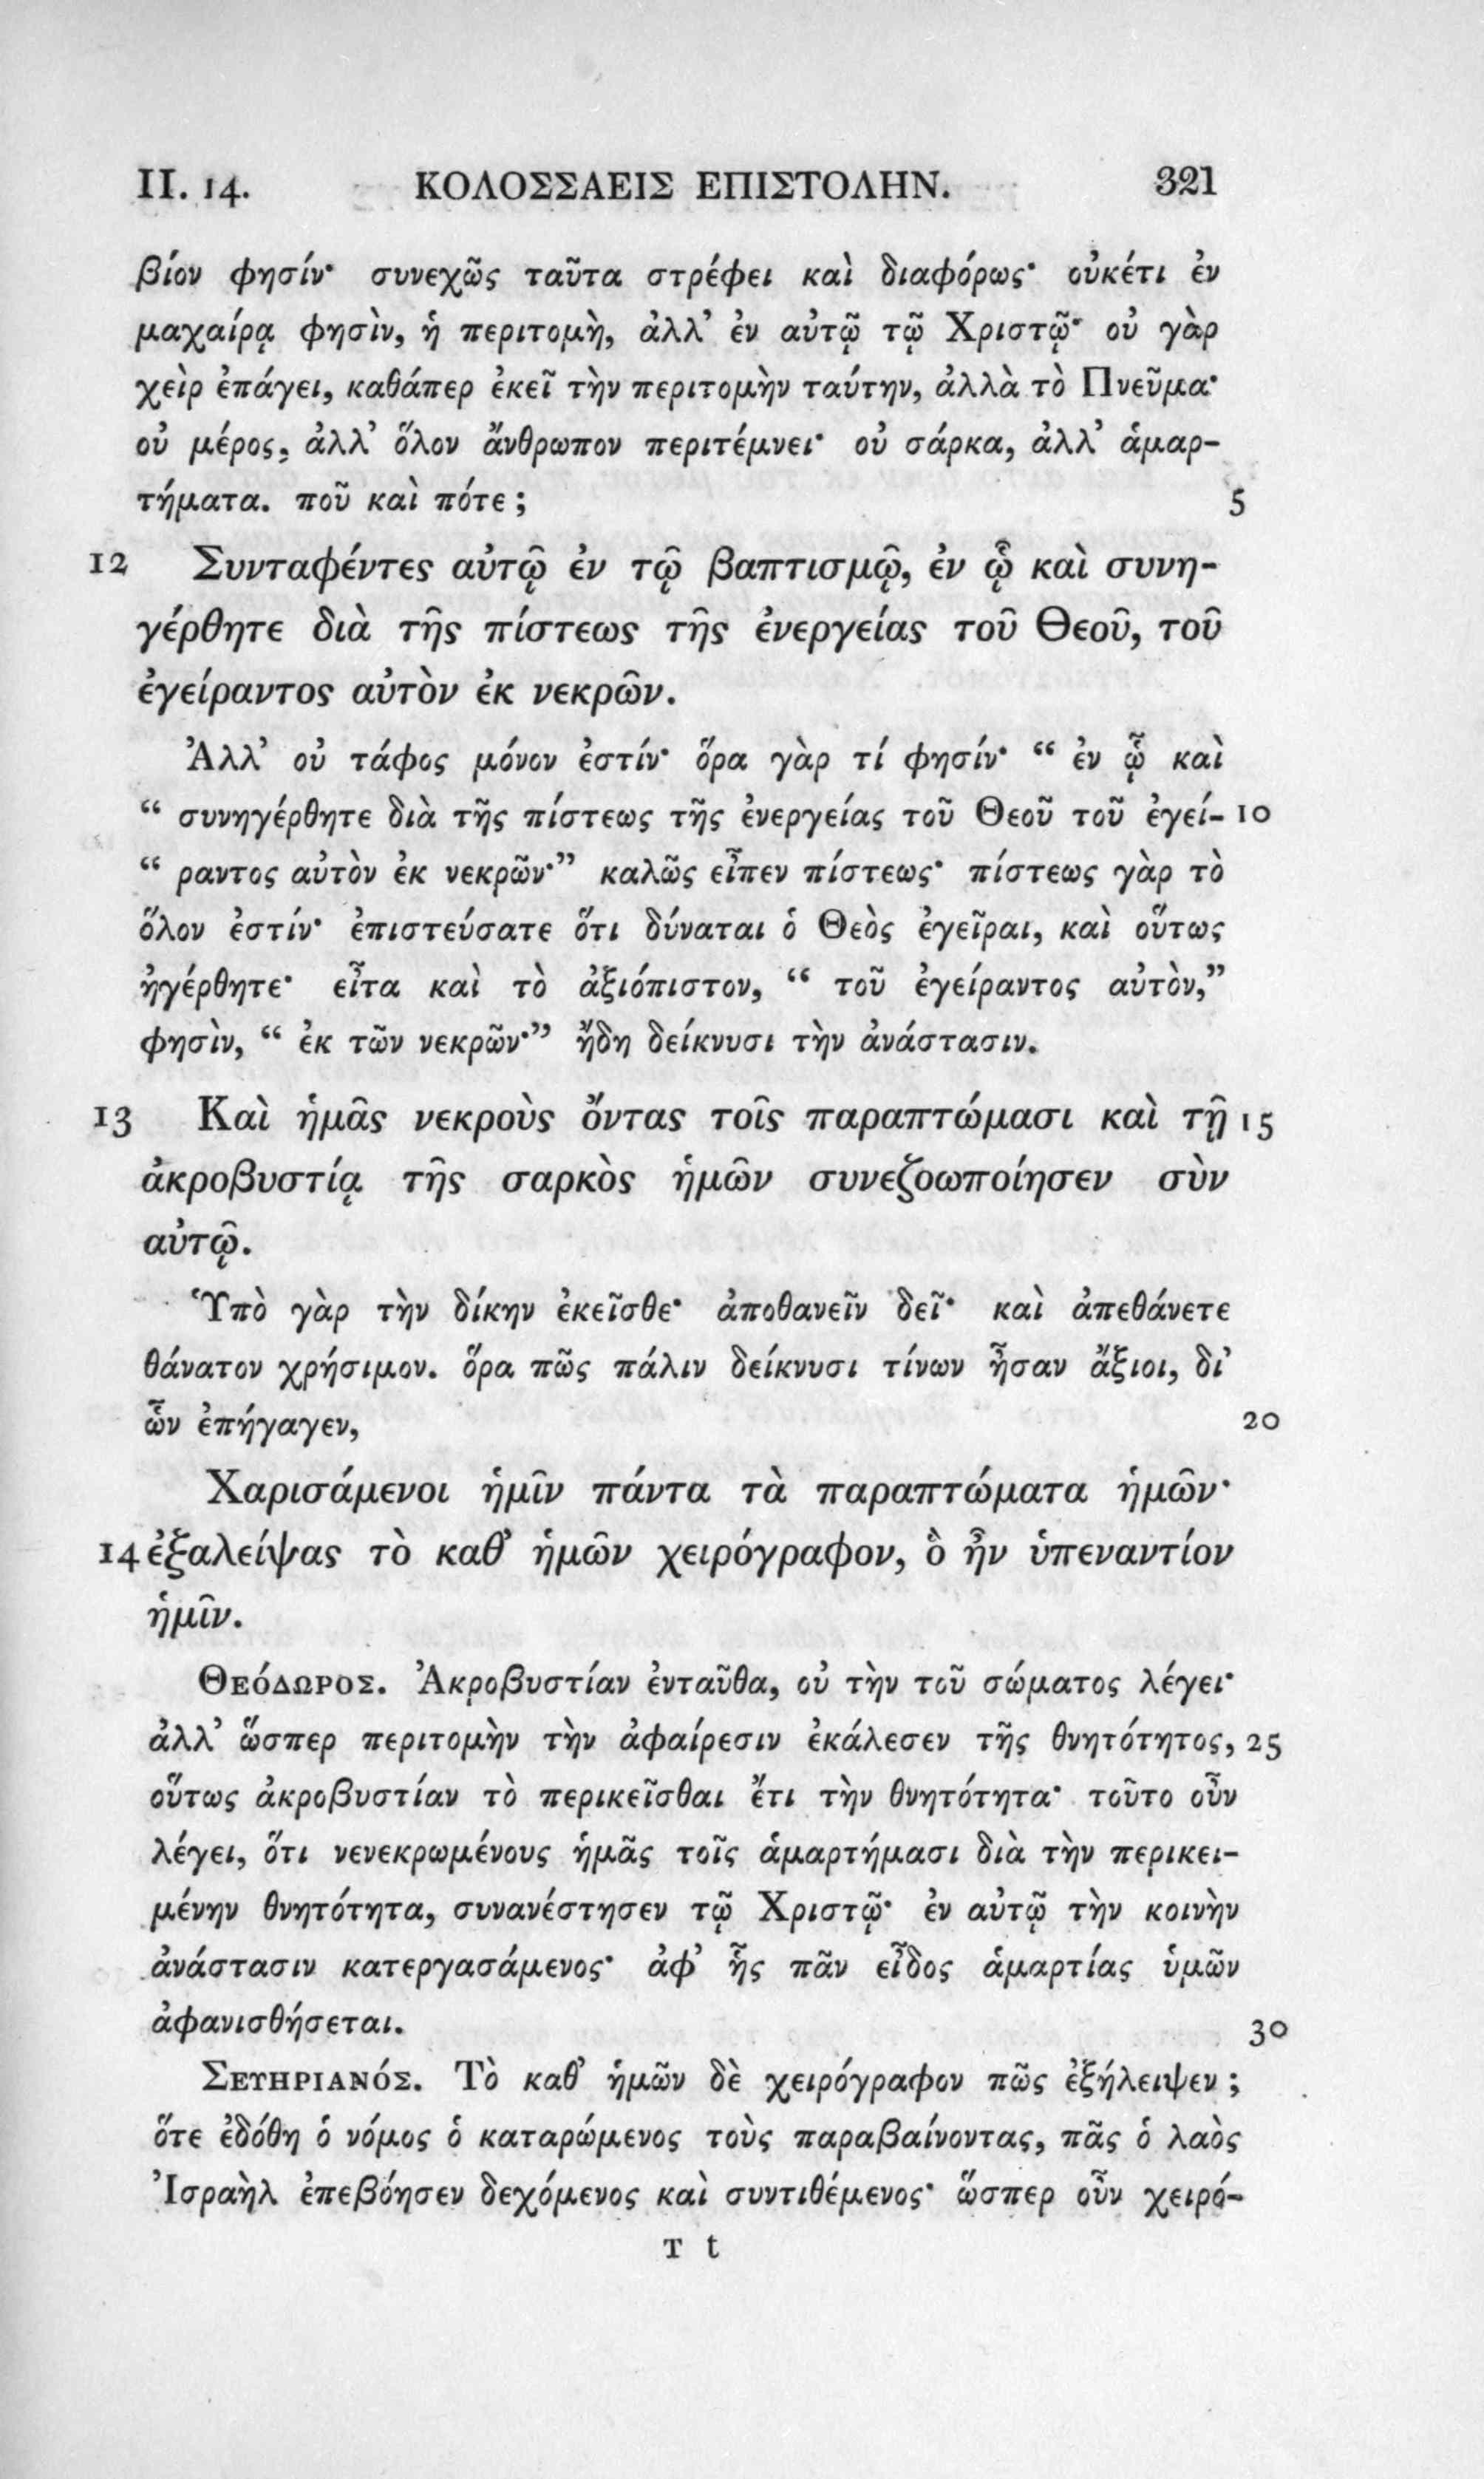 II. 14. ΚΟΛΟΣΣΑΕΙΣ ΕΠΙΣΤΟΛΗΝ. 321
βίον φησίν· συνεχῶς ταῦτα στρέφει καὶ διαφόρως· οὐκέτι ἐν
μαχαίρᾳ φησὶν, ἡ περιτομὴ, ἀλλ’ ἐν αὐτῷ τῷ Χριστῷ· οὐ γὰρ
χεὶρ ἐπάγει, καθάπερ ἐκεῖ τὴν περιτομὴν ταύτην, ἀλλὰ τὸ Πνεῦμα·
οὐ μέρος, ἀλλ’ ὅλον ἄνθρωπον περιτέμνει· οὐ σάρκα, ἀλλ’ ἁμαρ-
τήματα. ποῦ καὶ πότε; 5
12 Συνταφέντες αὐτῷ ἐν τῷ βαπτισμῷ, ἐν ᾧ καὶ συνη-
γέρθητε διὰ τῆς πίστεως τῆς ἐνεργείας τοῦ Θεοῦ, τοῦ
ἐγείραντος αὐτὸν ἐκ νεκρῶν.
Ἀλλ’ οὐ τάφος μόνον ἐστίν· ὅρα γὰρ τί φησίν· “ ἐν ᾧ καὶ
“ συνηγέρθητε διὰ τῆς πίστεως τῆς ἐνεργείας τοῦ Θεοῦ τοῦ ἐγεί- 10
“ ραντος αὐτὸν ἐκ νεκρῶν·” καλῶς εἶπεν πίστεως· πίστεως γὰρ τὸ
ὅλον ἐστίν· ἐπιστεύσατε ὅτι δύναται ὁ Θεὸς ἐγεῖραι, καὶ οὕτως
ἠγέρθητε· εἶτα καὶ τὸ ἀξιόπιστον, “ τοῦ ἐγείραντος αὐτὸν,”
φησὶν, “ ἐκ τῶν νεκρῶν·” ἤδη δείκνυσι τὴν ἀνάστασιν.
13 Καὶ ἡμᾶς νεκροὺς ὄντας τοῖς παραπτώμασι καὶ τῇ 15
ἀκροβυστίᾳ τῆς σαρκὸς ἡμῶν συνεζοωποίησεν σὺν
αὐτῷ.
Ὑπὸ γὰρ τὴν δίκην ἐκεῖσθε· ἀποθανεῖν δεῖ· καὶ ἀπεθάνετε
θάνατον χρήσιμον. ὅρα πῶς πάλιν δείκνυσι τίνων ἦσαν ἄξιοι, δι’
ὧν ἐπήγαγεν, 20
Χαρισάμενοι ἡμῖν πάντα τὰ παραπτώματα ἡμῶν·
14 ἐξαλείψας τὸ καθ’ ἡμῶν χειρόγραφον, ὃ ἦν ὑπεναντίον
ἡμῖν.
Θεόδωρος. Ἀκροβυστίαν ἐνταῦθα, οὐ τὴν τοῦ σώματος λέγει·
ἀλλ’ ὥσπερ περιτομὴν τὴν ἀφαίρεσιν ἐκάλεσεν τῆς θνητότητος, 25
οὕτως ἀκροβυστίαν τὸ περικεῖσθαι ἔτι τὴν θνητότητα· τοῦτο οὖν
λέγει, ὅτι νενεκρωμένους ἡμᾶς τοῖς ἁμαρτήμασι διὰ τὴν περικει-
μένην θνητότητα, συνανέστησεν τῷ Χριστῷ· ἐν αὐτῷ τὴν κοινὴν
ἀνάστασιν κατεργασάμενος· ἀφ’ ἧς πᾶν εἶδος ἁμαρτίας ὑμῶν
ἀφανισθήσεται. 30
Σευηριανός. Τὸ καθ’ ἡμῶν δὲ χειρόγραφον πῶς ἐξήλειψεν;
ὅτε ἐδόθη ὁ νόμος ὁ καταρώμενος τοὺς παραβαίνοντας, πᾶς ὁ λαὸς
Ἰσραὴλ ἐπεβόησεν δεχόμενος καὶ συντιθέμενος· ὥσπερ οὖν χειρό-
T t